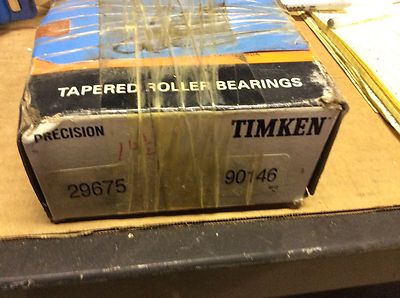 TAPERED ROLLER BEARINGS
PRECISION
TIMKEN
29675
90146